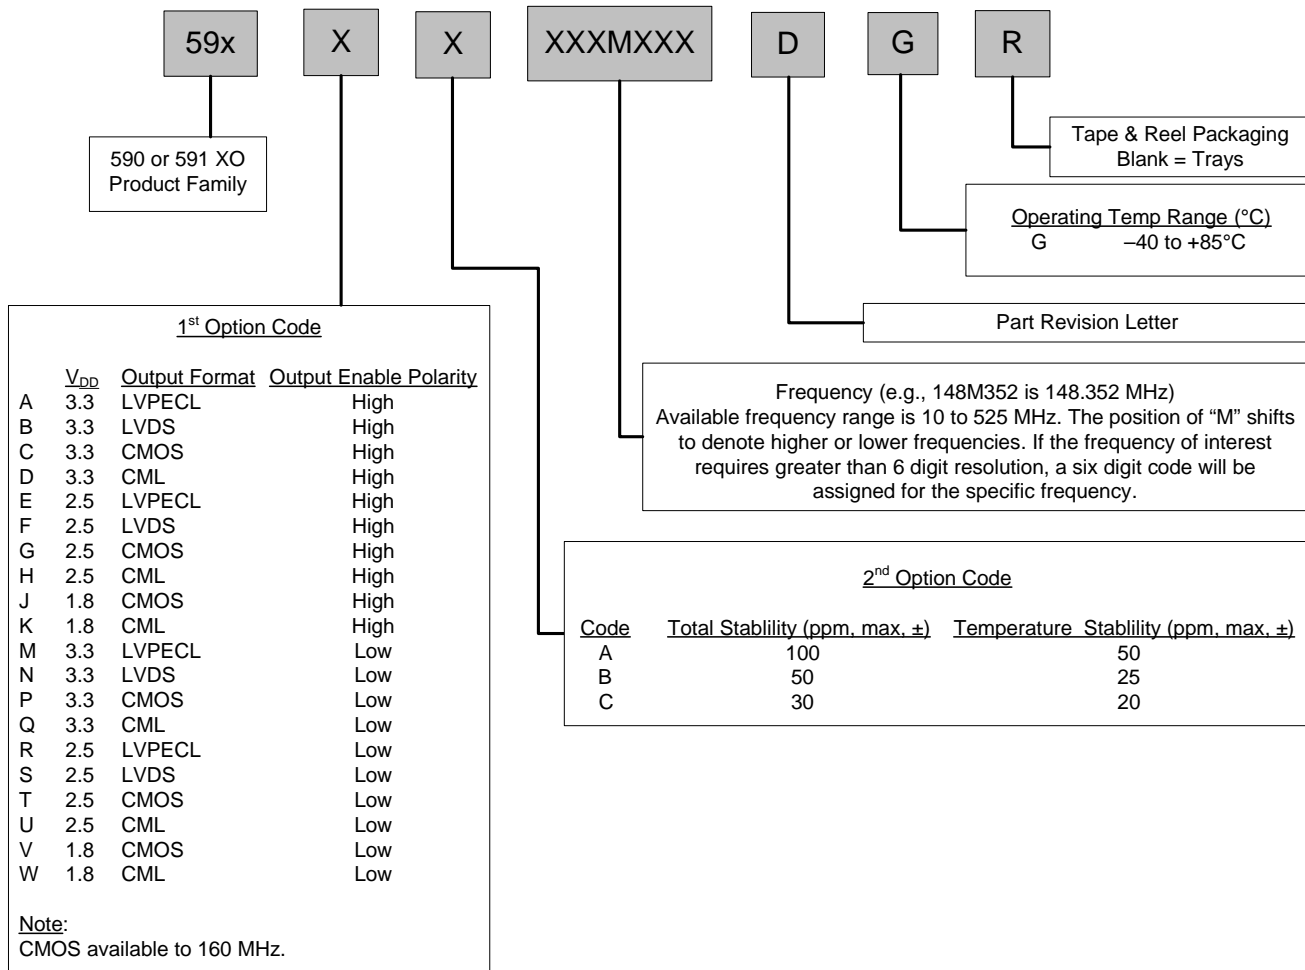 59x X X XXXMXXX D G R
590 or 591 XO
Product Family
Tape & Reel Packaging
Blank = Trays
Operating Temp Range (°C)
G –40 to +85°C
Part Revision Letter
Frequency (e.g., 148M352 is 148.352 MHz)
Available frequency range is 10 to 525 MHz. The position of “M” shifts
to denote higher or lower frequencies. If the frequency of interest
requires greater than 6 digit resolution, a six digit code will be
assigned for the specific frequency.
1st Option Code
VDD Output Format Output Enable Polarity
A 3.3 LVPECL High
B 3.3 LVDS High
C 3.3 CMOS High
D 3.3 CML High
E 2.5 LVPECL High
F 2.5 LVDS High
G 2.5 CMOS High
H 2.5 CML High
J 1.8 CMOS High
K 1.8 CML High
M 3.3 LVPECL Low
N 3.3 LVDS Low
P 3.3 CMOS Low
Q 3.3 CML Low
R 2.5 LVPECL Low
S 2.5 LVDS Low
T 2.5 CMOS Low
U 2.5 CML Low
V 1.8 CMOS Low
W 1.8 CML Low
Note:
CMOS available to 160 MHz.
2nd Option Code
Code Total Stablility (ppm, max, ±) Temperature Stablility (ppm, max, ±)
A 100 50
B 50 25
C 30 20